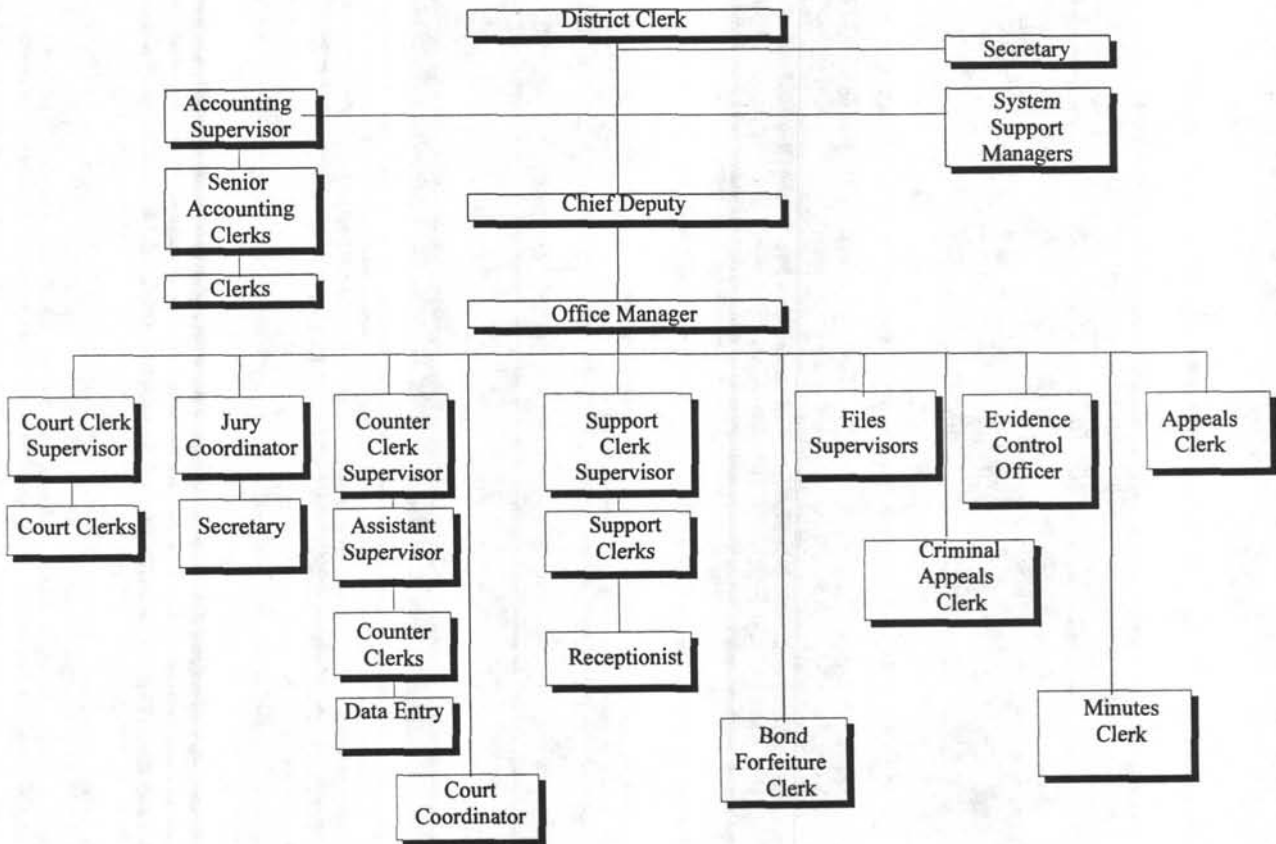 District Clerk
Secretary
Accounting
Supervisor
System
Support
Managers
Senior
Accounting
Clerks
Chief Deputy
Clerks
Office Manager
Court Clerk
Supervisor
Jury
Coordinator
Counter
Clerk
Supervisor
Support
Clerk
Supervisor
Files
Supervisors
Evidence
Control
Officer
Appeals
Clerk
Court Clerks
Secretary
Assistant
Supervisor
Support
Clerks
Criminal
Appeals
Clerk
Counter
Clerks
Receptionist
Data Entry
Minutes
Clerk
Bond
Forfeiture
Clerk
Court
Coordinator